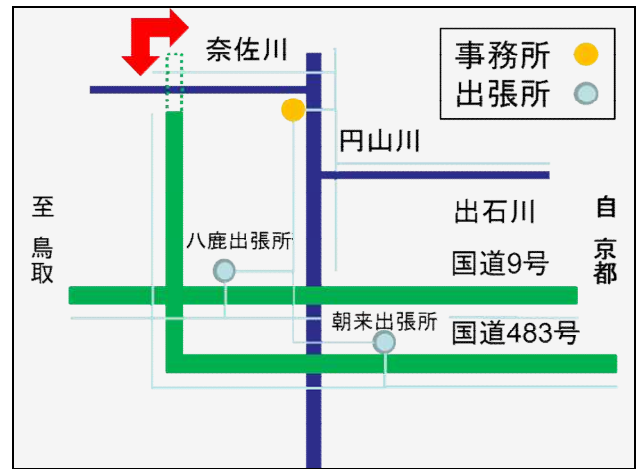 奈佐川
事務所
出張所
円山川
出石川
至 鳥取
自 京都
八鹿出張所
国道9号
朝来出張所
国道483号